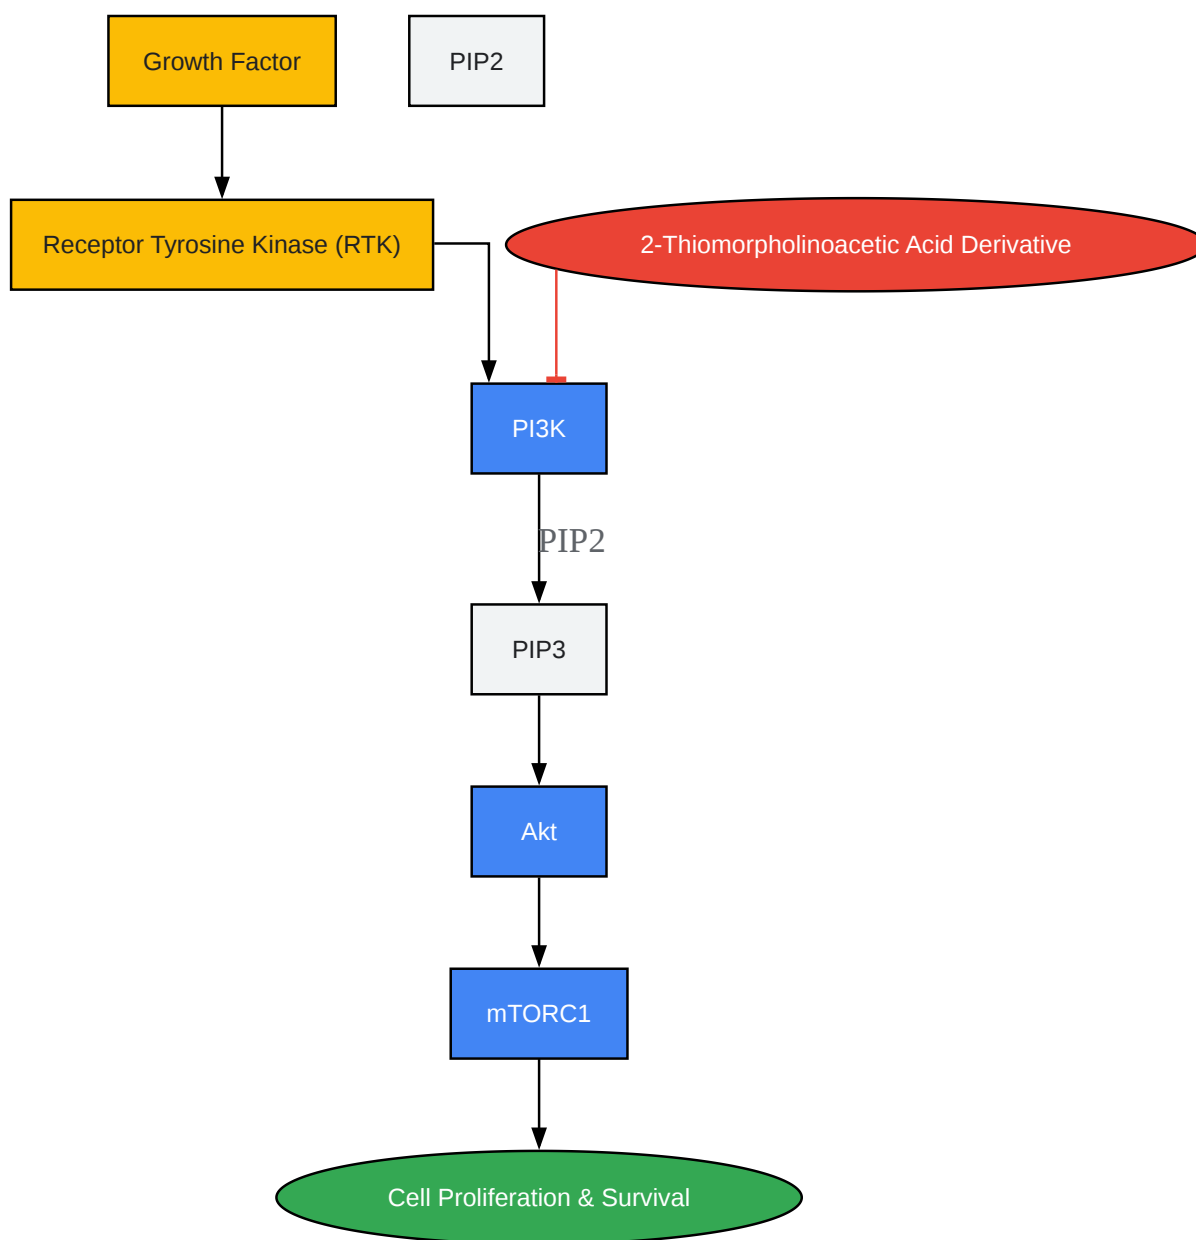 Growth Factor
PIP2
Receptor Tyrosine Kinase (RTK)
2-Thiomorpholinoacetic Acid Derivative
PI3K
PIP2
PIP3
Akt
mTORC1
Cell Proliferation & Survival